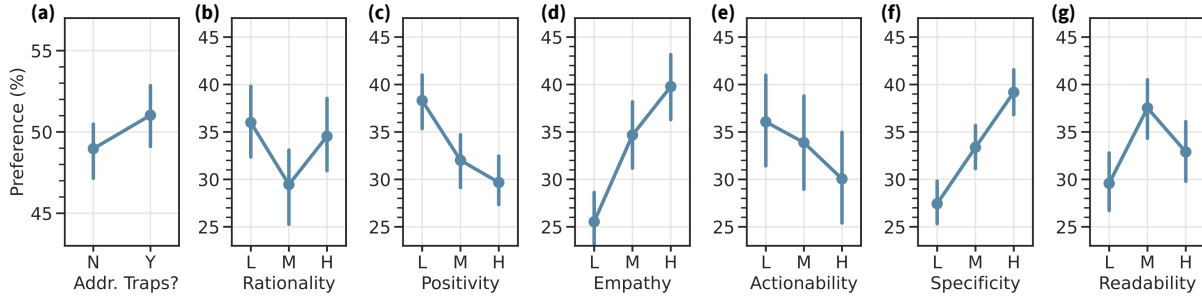 (a) (b) (c) (d) (e) (f) (g)
Preference (%)
55
50
45
N Y
Addr. Traps?
45
40
35
30
25
L M H
Rationality
45
40
35
30
25
L M H
Positivity
45
40
35
30
25
L M H
Empathy
45
40
35
30
25
L M H
Actionability
45
40
35
30
25
L M H
Specificity
45
40
35
30
25
L M H
Readability